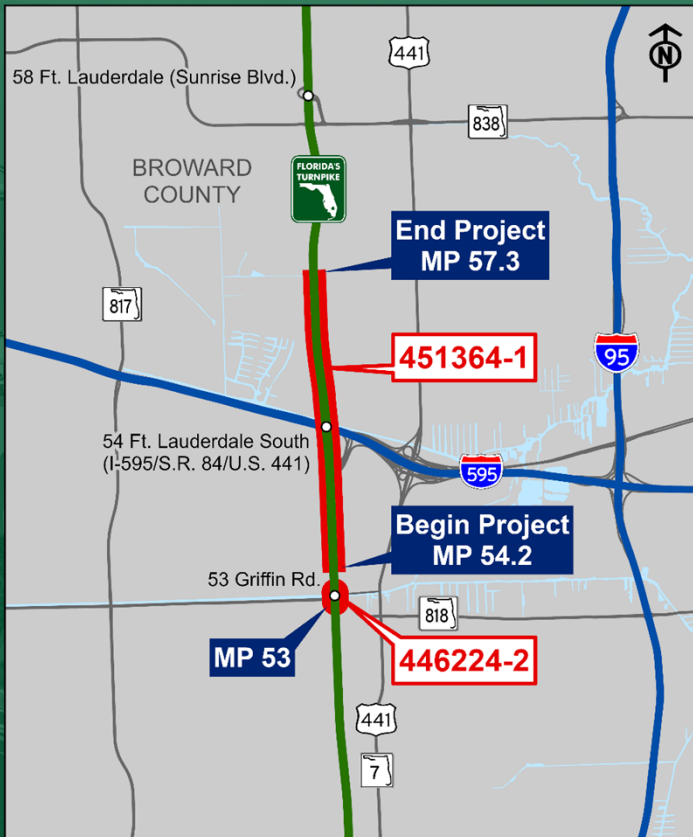 441
N
58 Ft. Lauderdale (Sunrise Blvd.)
838
BROWARD
COUNTY
FLORIDA'S
TURNPIKE
End Project
MP 57.3
817
451364-1
95
54 Ft. Lauderdale South
(I-595/S.R. 84/U.S. 441)
595
Begin Project
MP 54.2
53 Griffin Rd.
818
MP 53
446224-2
441
7